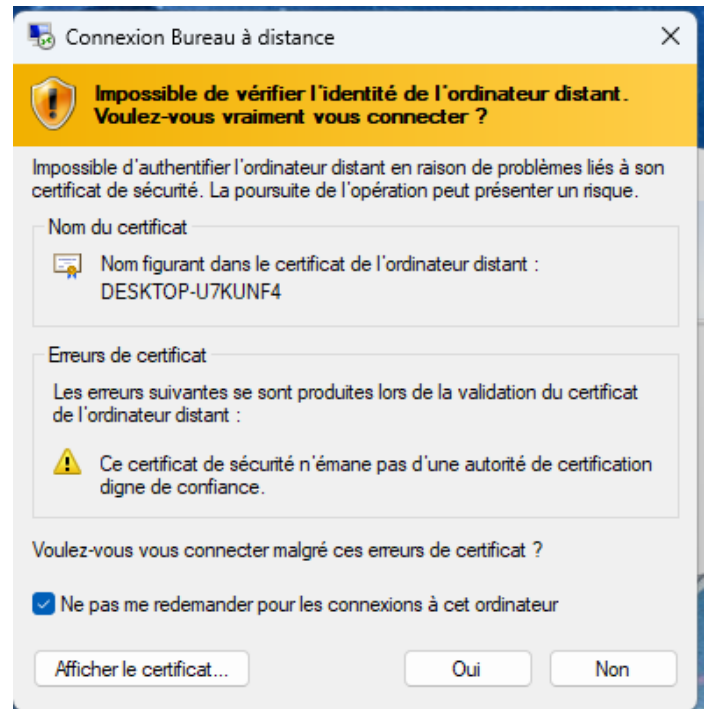 Connexion Bureau à distance
Impossible de vérifier l'identité de l'ordinateur distant.
Voulez-vous vraiment vous connecter ?
Impossible d'authentifier l'ordinateur distant en raison de problèmes liés à son
certificat de sécurité. La poursuite de l'opération peut présenter un risque.
Nom du certificat
Nom figurant dans le certificat de l'ordinateur distant :
DESKTOP-U7KUNF4
Erreurs de certificat
Les erreurs suivantes se sont produites lors de la validation du certificat
de l'ordinateur distant :
Ce certificat de sécurité n'émane pas d'une autorité de certification
digne de confiance.
Voulez-vous vous connecter malgré ces erreurs de certificat ?
Ne pas me redemander pour les connexions à cet ordinateur
Afficher le certificat... Oui Non